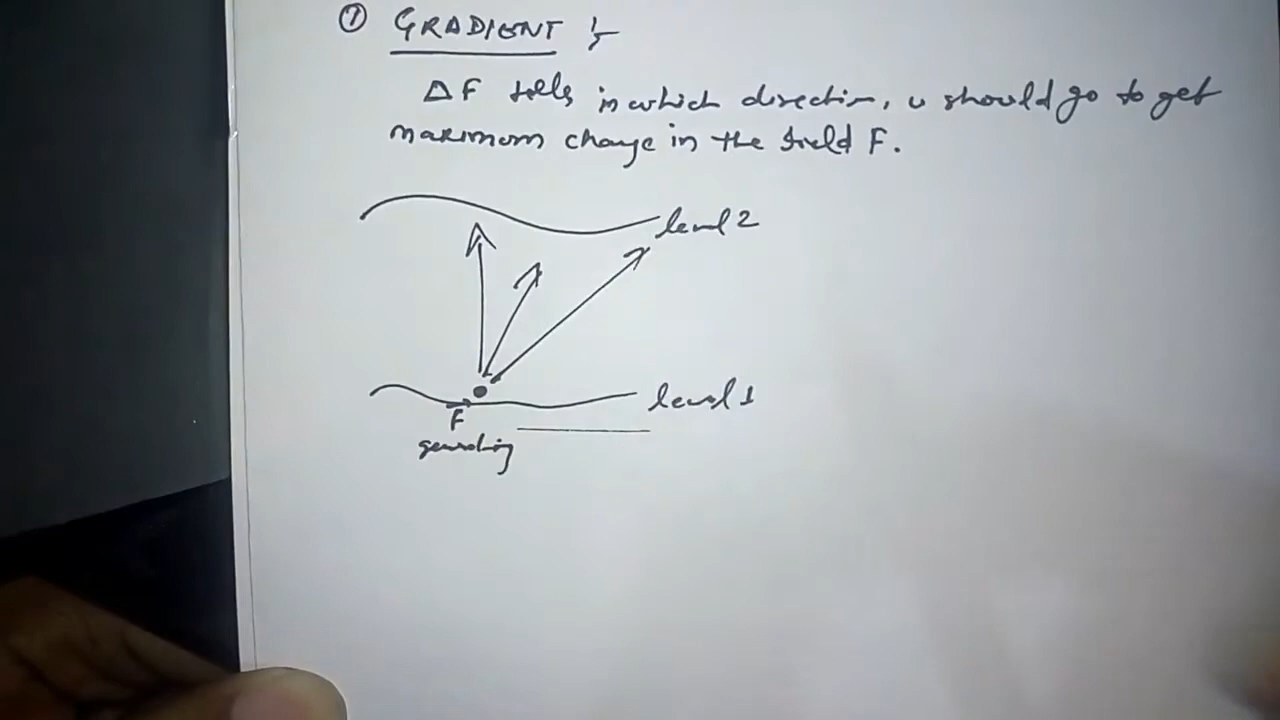 ① GRADIENT :-
ΔF tells in which direction, u should go to get
maximum change in the field F.
level 2
level 1
F